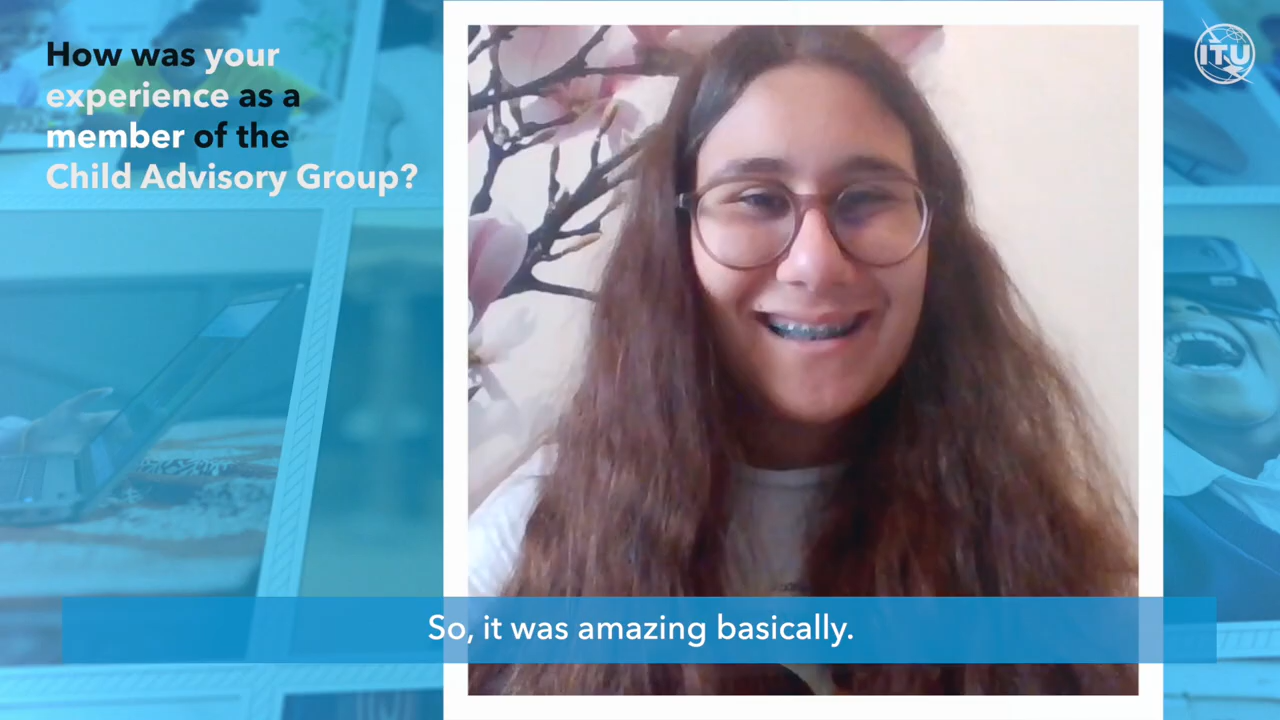 How was your
experience as a
member of the
Child Advisory Group?
ITU
So, it was amazing basically.